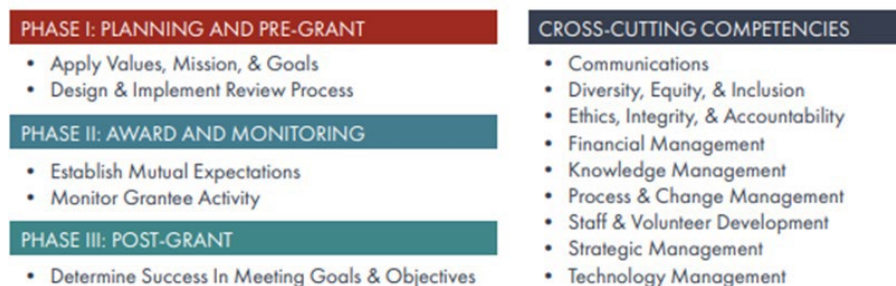 PHASE I: PLANNING AND PRE-GRANT
• Apply Values, Mission, & Goals
• Design & Implement Review Process
PHASE II: AWARD AND MONITORING
• Establish Mutual Expectations
• Monitor Grantee Activity
PHASE III: POST-GRANT
• Determine Success In Meeting Goals & Objectives
CROSS-CUTTING COMPETENCIES
• Communications
• Diversity, Equity, & Inclusion
• Ethics, Integrity, & Accountability
• Financial Management
• Knowledge Management
• Process & Change Management
• Staff & Volunteer Development
• Strategic Management
• Technology Management